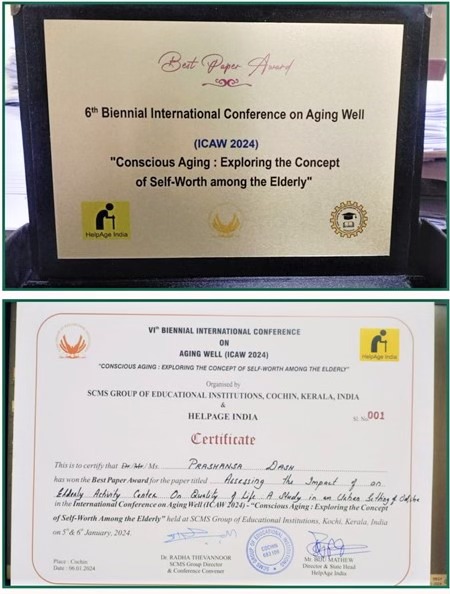 Best Paper Award
6th Biennial International Conference on Aging Well
(ICAW 2024)
"Conscious Aging : Exploring the Concept
of Self-Worth among the Elderly"
HelpAge India
VIth BIENNIAL INTERNATIONAL CONFERENCE
ON
AGING WELL (ICAW 2024)
"CONSCIOUS AGING : EXPLORING THE CONCEPT OF SELF-WORTH AMONG THE ELDERLY"
HelpAge India
Organised by
SCMS GROUP OF EDUCATIONAL INSTITUTIONS, COCHIN, KERALA, INDIA
&
HELPAGE INDIA
Sl. No. 001
Certificate
This is to certify that Ms. PRASHANSA DASH
has won the Best Paper Award for the paper titled Assessing the Impact of an
Elderly Activity Center On Quality of Life. A Study in an Urban Setting of
in the International Conference on Aging Well (ICAW 2024) - "Conscious Aging : Exploring the Concept
of Self-Worth Among the Elderly" held at SCMS Group of Educational Institutions, Kochi, Kerala, India
on 5th & 6th January, 2024.
Place : Cochin
Date : 06.01.2024
Dr. RADHA THEVANNOOR
SCMS Group Director
& Conference Convener
COCHIN
Mr. BIJU MATHEW
Director & State Head
HelpAge India